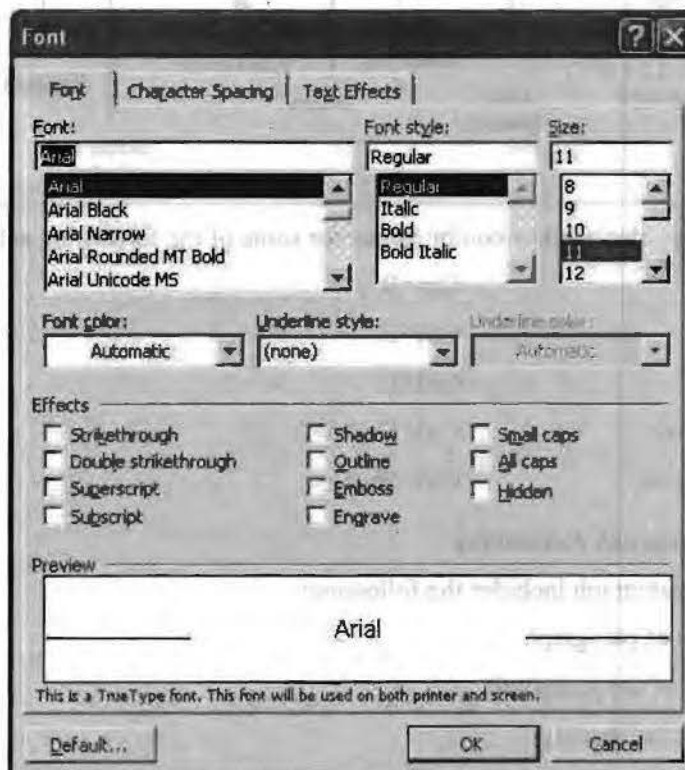 Font
Font Character Spacing Text Effects
Font: Font style: Size:
Arial Regular 11
Arial Regular 8
Arial Black Italic 9
Arial Narrow Bold 10
Arial Rounded MT Bold Bold Italic 11
Arial Unicode MS 12
Font color: Underline style: Underline color:
Automatic (none) Automatic
Effects
Strikethrough Shadow Small caps
Double strikethrough Outline All caps
Superscript Emboss Hidden
Subscript Engrave
Preview
Arial
This is a TrueType font. This font will be used on both printer and screen.
Default... OK Cancel